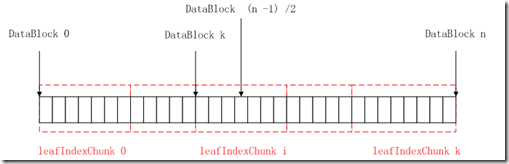 DataBlock (n -1) /2
DataBlock 0
DataBlock k
DataBlock n
leafIndexChunk 0
leafIndexChunk i
leafIndexChunk k